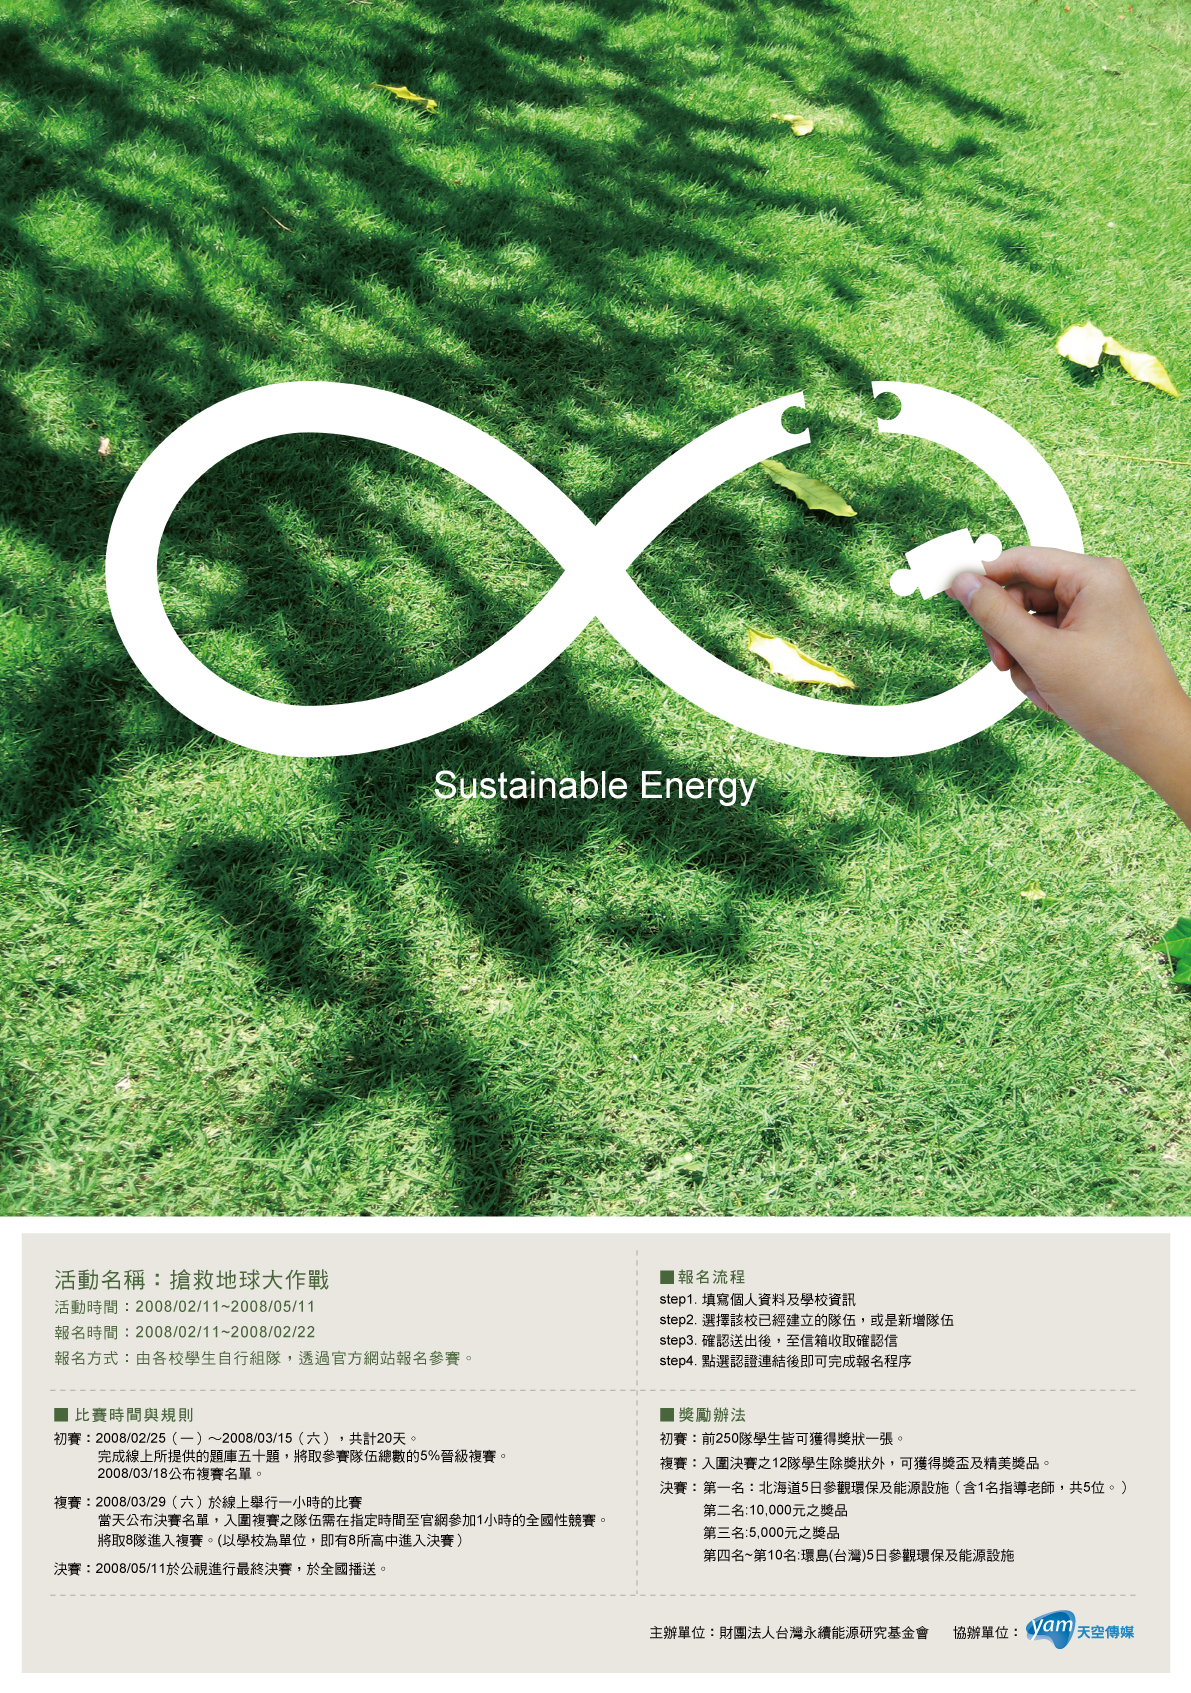 Sustainable Energy
活動名稱：搶救地球大作戰
活動時間：2008/02/11~2008/05/11
報名時間：2008/02/11~2008/02/22
報名方式：由各校學生自行組隊，透過官方網站報名參賽。
■報名流程
step1. 填寫個人資料及學校資訊
step2. 選擇該校已經建立的隊伍，或是新增隊伍
step3. 確認送出後，至信箱收取確認信
step4. 點選認證連結後即可完成報名程序
■ 比賽時間與規則
初賽：2008/02/25（一）～2008/03/15（六），共計20天。
完成線上所提供的題庫五十題，將取參賽隊伍總數的5%晉級複賽。
2008/03/18公布複賽名單。
複賽：2008/03/29（六）於線上舉行一小時的比賽
當天公布決賽名單，入圍複賽之隊伍需在指定時間至官網參加1小時的全國性競賽。
將取8隊進入複賽。(以學校為單位，即有8所高中進入決賽）
決賽：2008/05/11於公視進行最終決賽，於全國播送。
■獎勵辦法
初賽：前250隊學生皆可獲得獎狀一張。
複賽：入圍決賽之12隊學生除獎狀外，可獲得獎盃及精美獎品。
決賽：第一名：北海道5日參觀環保及能源設施（含1名指導老師，共5位。）
第二名:10,000元之獎品
第三名:5,000元之獎品
第四名~第10名:環島(台灣)5日參觀環保及能源設施
主辦單位：財團法人台灣永續能源研究基金會 協辦單位： yam 天空傳媒